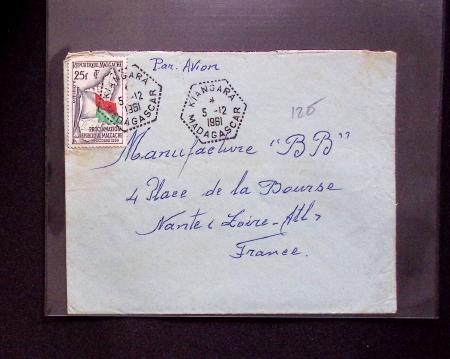 25F REPUBLIQUE MALGACHE
PROCLAMATION
REPUBLIQUE MALGACHE
KIANGARA
5 -12
1961
MADAGASCAR
Par Avion
KIANGARA
*
5 -12
1961
MADAGASCAR
120
Manufacture "BB"
4 Place de la Bourse
Nantes (Loire-Atl)
France.